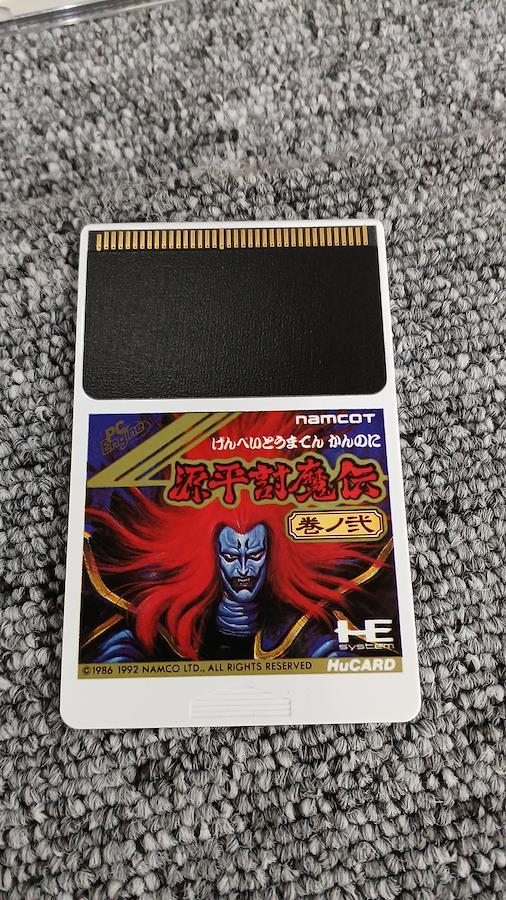 namcoT
PC Engine
げんぺいとうまでん かんのに
源平討魔伝
巻ノ弐
HE
system
©1986 1992 NAMCO LTD., ALL RIGHTS RESERVED
HuCARD